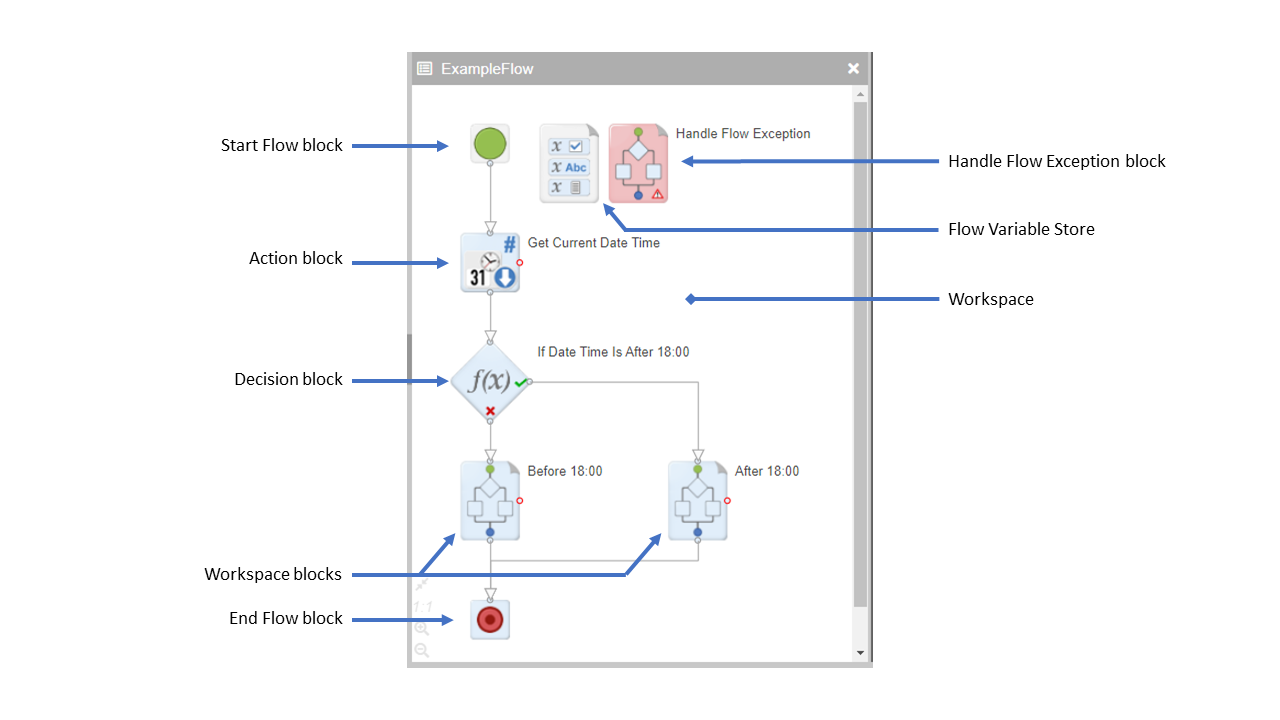 ExampleFlow
Start Flow block
x
x Abc
x
Handle Flow Exception
Handle Flow Exception block
Flow Variable Store
Action block
#
31
Get Current Date Time
Workspace
Decision block
f(x)
If Date Time Is After 18:00
Before 18:00
After 18:00
Workspace blocks
1:1
End Flow block